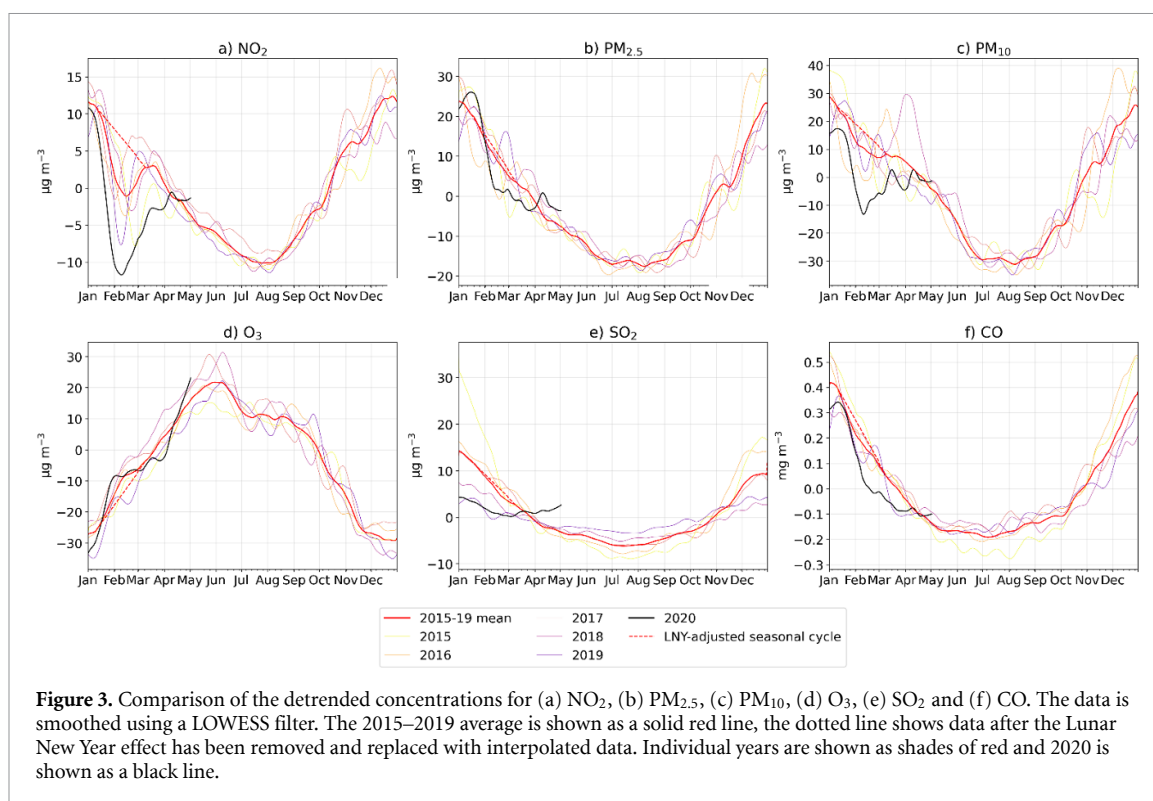 a) NO₂
b) PM₂.₅
c) PM₁₀
µg m⁻³
15
10
5
0
−5
−10
Jan Feb Mar Apr May Jun Jul Aug Sep Oct Nov Dec
µg m⁻³
30
20
10
0
−10
−20
Jan Feb Mar Apr May Jun Jul Aug Sep Oct Nov Dec
µg m⁻³
40
30
20
10
0
−10
−20
−30
Jan Feb Mar Apr May Jun Jul Aug Sep Oct Nov Dec
d) O₃
e) SO₂
f) CO
µg m⁻³
30
20
10
0
−10
−20
−30
Jan Feb Mar Apr May Jun Jul Aug Sep Oct Nov Dec
µg m⁻³
30
20
10
0
−10
Jan Feb Mar Apr May Jun Jul Aug Sep Oct Nov Dec
mg m⁻³
0.5
0.4
0.3
0.2
0.1
0.0
−0.1
−0.2
−0.3
Jan Feb Mar Apr May Jun Jul Aug Sep Oct Nov Dec
2015-19 mean 2017 2020
2015 2018 LNY-adjusted seasonal cycle
2016 2019
Figure 3. Comparison of the detrended concentrations for (a) NO₂, (b) PM₂.₅, (c) PM₁₀, (d) O₃, (e) SO₂ and (f) CO. The data is
smoothed using a LOWESS filter. The 2015–2019 average is shown as a solid red line, the dotted line shows data after the Lunar
New Year effect has been removed and replaced with interpolated data. Individual years are shown as shades of red and 2020 is
shown as a black line.